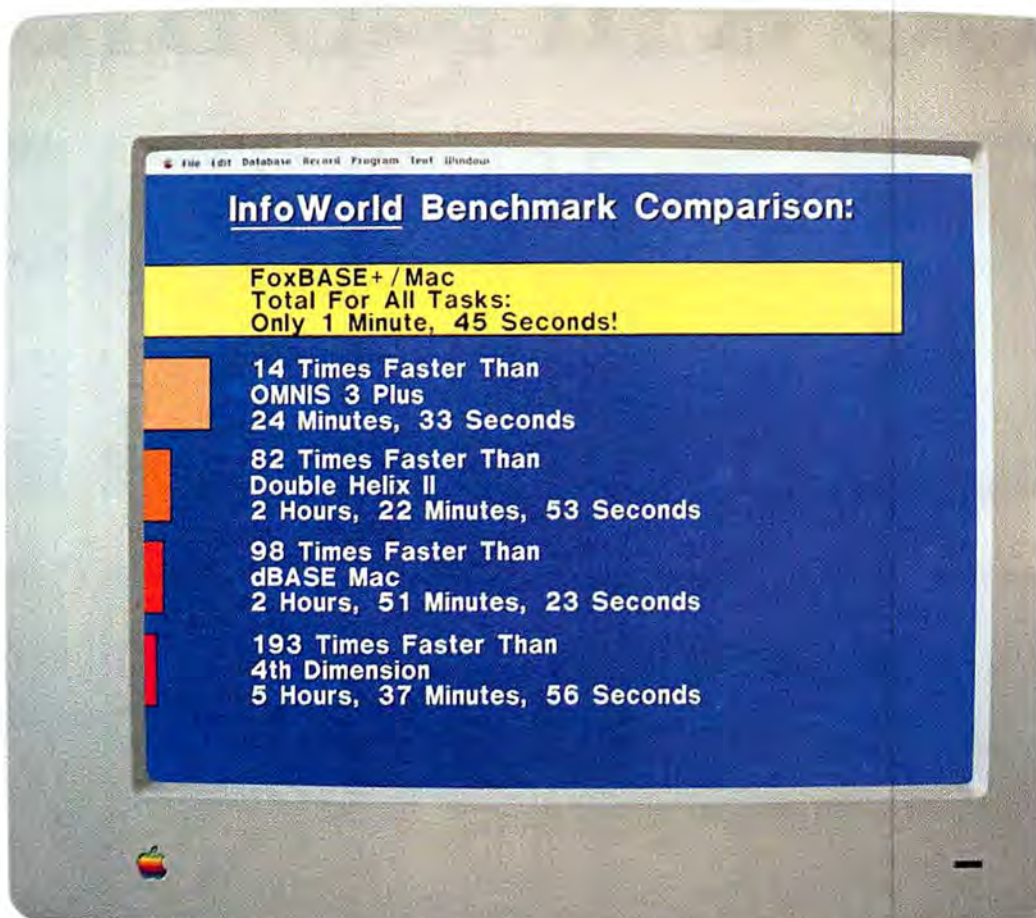 File Edit Database Record Program Text Window
InfoWorld Benchmark Comparison:
FoxBASE+/Mac
Total For All Tasks:
Only 1 Minute, 45 Seconds!
14 Times Faster Than
OMNIS 3 Plus
24 Minutes, 33 Seconds
82 Times Faster Than
Double Helix II
2 Hours, 22 Minutes, 53 Seconds
98 Times Faster Than
dBASE Mac
2 Hours, 51 Minutes, 23 Seconds
193 Times Faster Than
4th Dimension
5 Hours, 37 Minutes, 56 Seconds